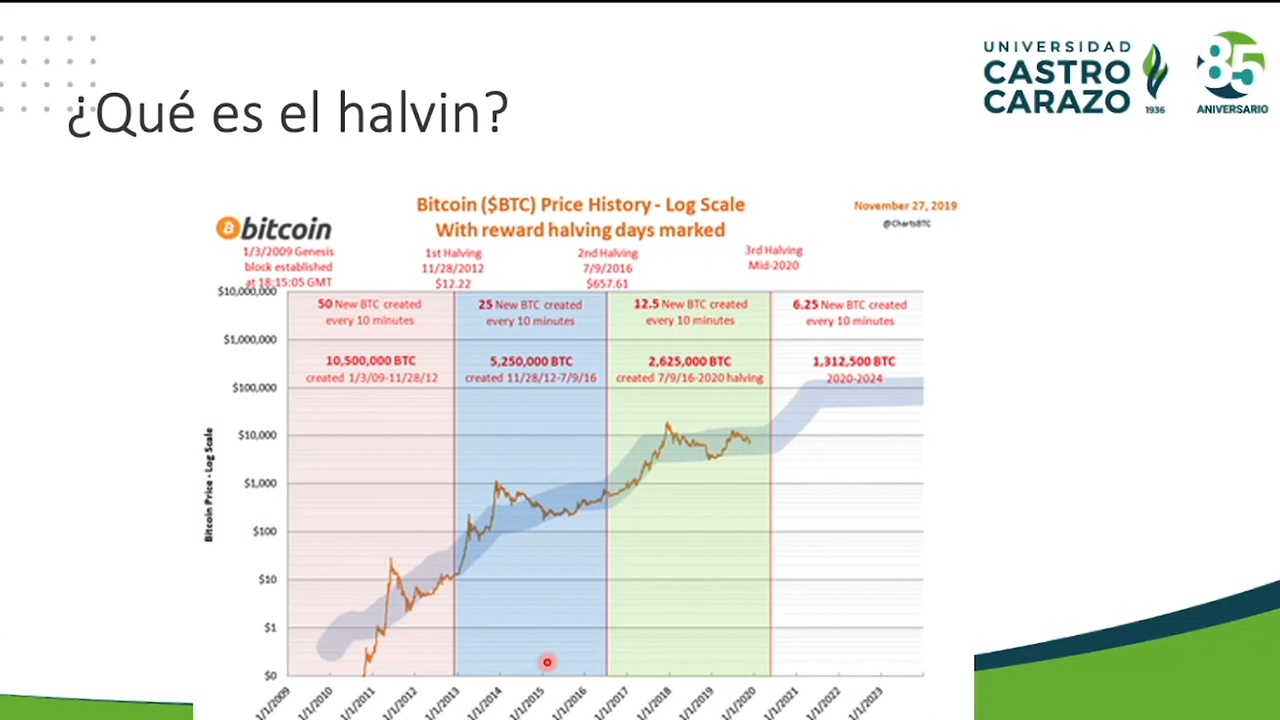 UNIVERSIDAD
CASTRO
CARAZO
1936
85
ANIVERSARIO
¿Qué es el halvin?
bitcoin
Bitcoin ($BTC) Price History - Log Scale
With reward halving days marked
November 27, 2019
@ChartsBTC
1/3/2009 Genesis
block established
at 18:15:05 GMT
1st Halving
11/28/2012
$12.22
2nd Halving
7/9/2016
$657.61
3rd Halving
Mid-2020
50 New BTC created
every 10 minutes
25 New BTC created
every 10 minutes
12.5 New BTC created
every 10 minutes
6.25 New BTC created
every 10 minutes
10,500,000 BTC
created 1/3/09-11/28/12
5,250,000 BTC
created 11/28/12-7/9/16
2,625,000 BTC
created 7/9/16-2020 halving
1,312,500 BTC
2020-2024
Bitcoin Price - Log Scale
$10,000,000
$1,000,000
$100,000
$10,000
$1,000
$100
$10
$1
$0
1/1/2009
1/1/2010
1/1/2011
1/1/2012
1/1/2013
1/1/2014
1/1/2015
1/1/2016
1/1/2017
1/1/2018
1/1/2019
1/1/2020
1/1/2021
1/1/2022
1/1/2023